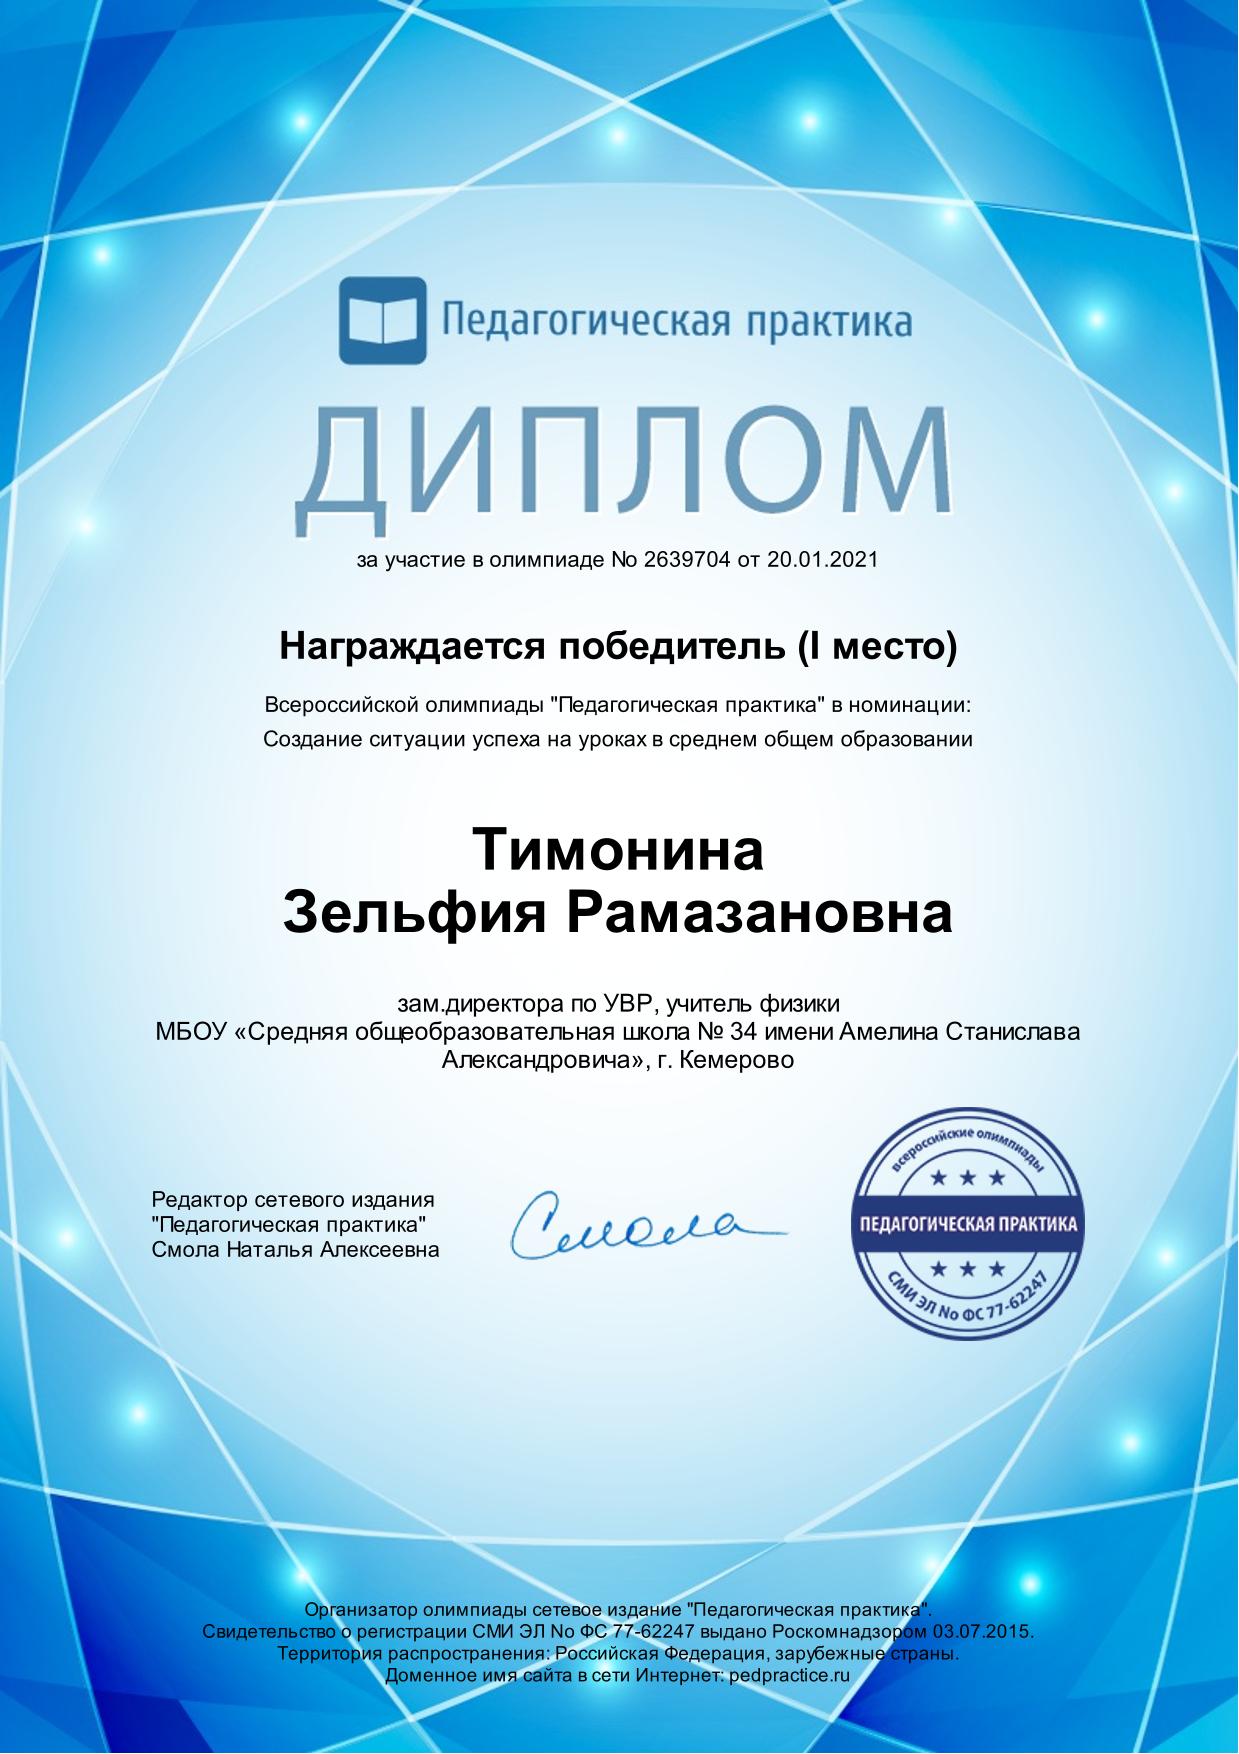 Педагогическая практика
ДИПЛОМ
за участие в олимпиаде No 2639704 от 20.01.2021
Награждается победитель (I место)
Всероссийской олимпиады "Педагогическая практика" в номинации:
Создание ситуации успеха на уроках в среднем общем образовании
Тимонина
Зельфия Рамазановна
зам.директора по УВР, учитель физики
МБОУ «Средняя общеобразовательная школа № 34 имени Амелина Станислава
Александровича», г. Кемерово
Редактор сетевого издания
"Педагогическая практика"
Смола Наталья Алексеевна
Смола
всероссийские олимпиады
ПЕДАГОГИЧЕСКАЯ ПРАКТИКА
СМИ ЭЛ No ФС 77-62247
Организатор олимпиады сетевое издание "Педагогическая практика".
Свидетельство о регистрации СМИ ЭЛ No ФС 77-62247 выдано Роскомнадзором 03.07.2015.
Территория распространения: Российская Федерация, зарубежные страны.
Доменное имя сайта в сети Интернет: pedpractice.ru